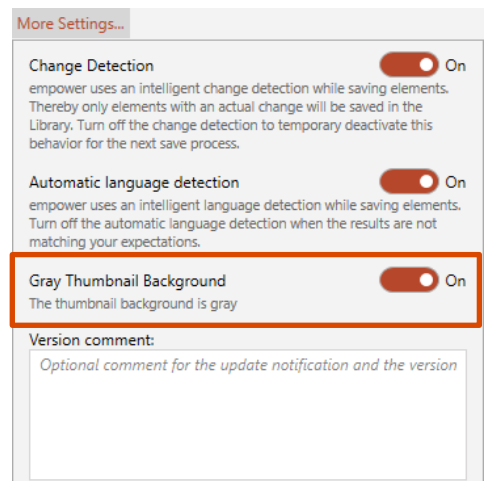 More Settings...
Change Detection On
empower uses an intelligent change detection while saving elements.
Thereby only elements with an actual change will be saved in the
Library. Turn off the change detection to temporary deactivate this
behavior for the next save process.
Automatic language detection On
empower uses an intelligent language detection while saving elements.
Turn off the automatic language detection when the results are not
matching your expectations.
Gray Thumbnail Background On
The thumbnail background is gray
Version comment:
Optional comment for the update notification and the version